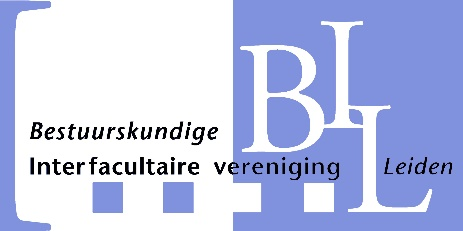 BIL
Bestuurskundige
Interfacultaire vereniging Leiden